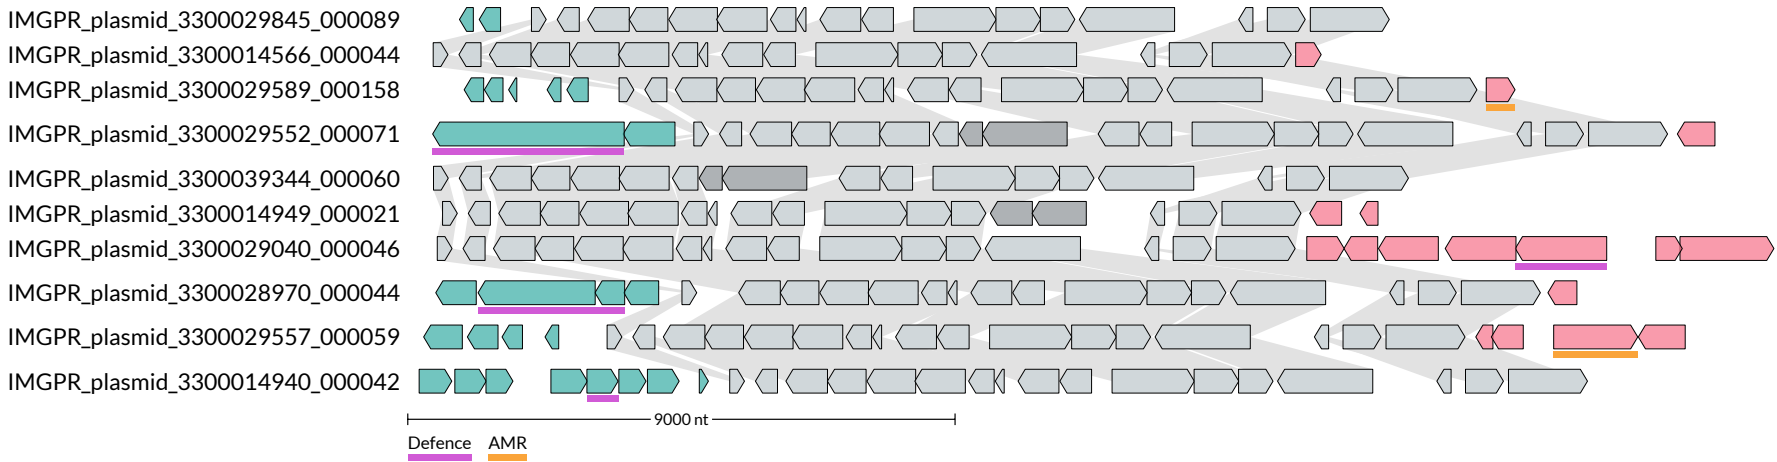 IMGPR_plasmid_3300029845_000089
IMGPR_plasmid_3300014566_000044
IMGPR_plasmid_3300029589_000158
IMGPR_plasmid_3300029552_000071
IMGPR_plasmid_3300039344_000060
IMGPR_plasmid_3300014949_000021
IMGPR_plasmid_3300029040_000046
IMGPR_plasmid_3300028970_000044
IMGPR_plasmid_3300029557_000059
IMGPR_plasmid_3300014940_000042
9000 nt
Defence AMR